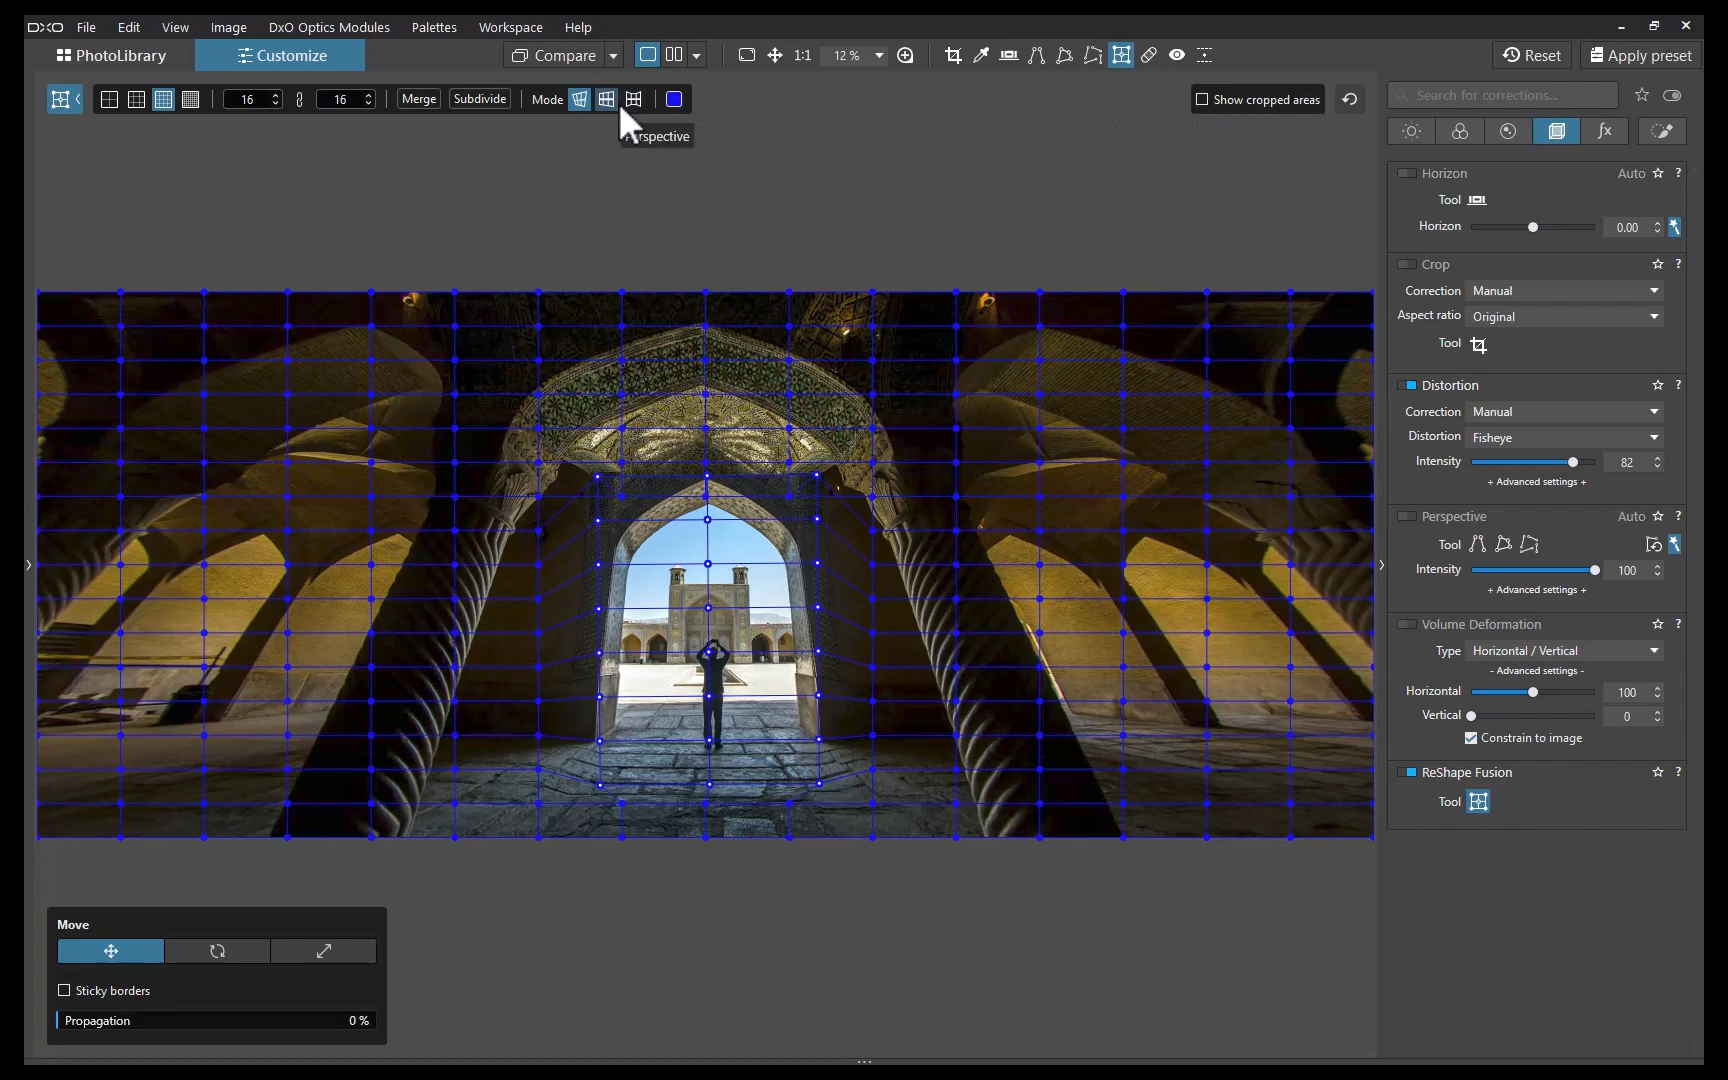 DXO File Edit View Image DxO Optics Modules Palettes Workspace Help
PhotoLibrary Customize Compare 1:1 12 % Reset Apply preset
16 16 Merge Subdivide Mode Show cropped areas Search for corrections...
Perspective
Horizon Auto ?
Tool
Horizon 0.00
Crop ?
Correction Manual
Aspect ratio Original
Tool
Distortion ?
Correction Manual
Distortion Fisheye
Intensity 82
+ Advanced settings +
Perspective Auto ?
Tool
Intensity 100
+ Advanced settings +
Volume Deformation ?
Type Horizontal / Vertical
- Advanced settings -
Horizontal 100
Vertical 0
Constrain to image
ReShape Fusion ?
Tool
Move
Sticky borders
Propagation 0 %